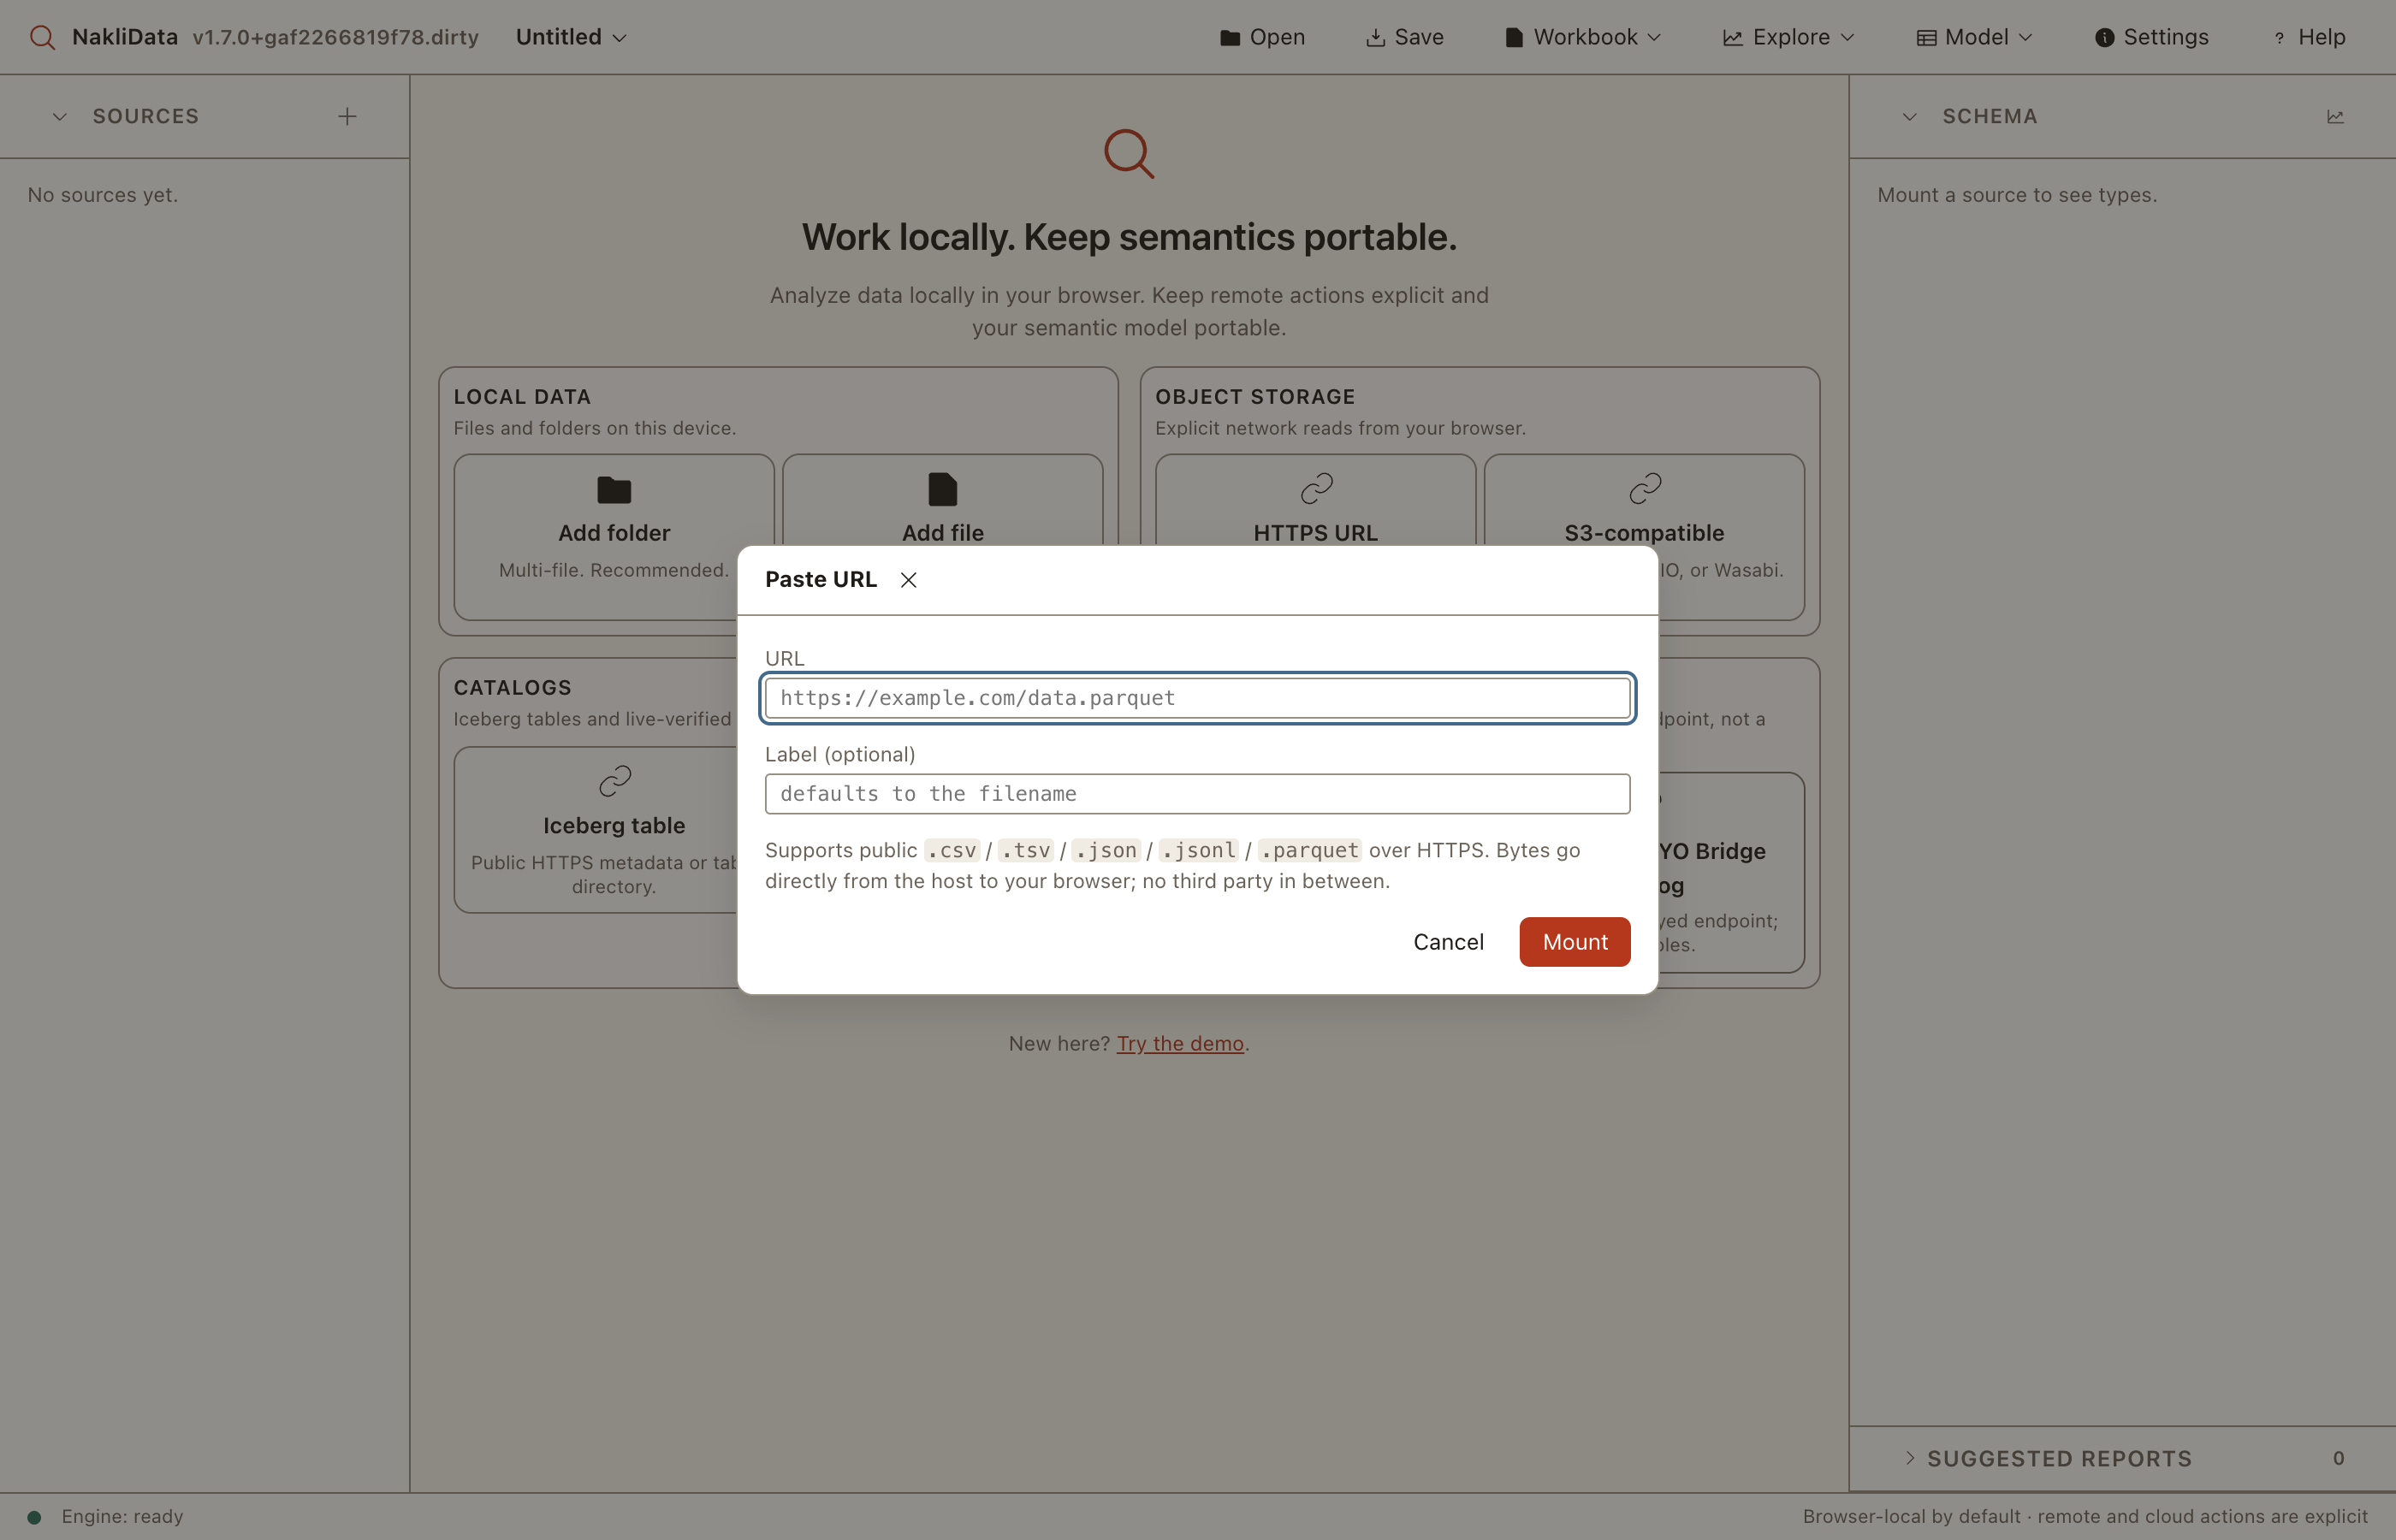 NakliData v1.7.0+gaf2266819f78.dirty Untitled Open Save Workbook Explore Model Settings ? Help
SOURCES
No sources yet.
Work locally. Keep semantics portable.
Analyze data locally in your browser. Keep remote actions explicit and
your semantic model portable.
LOCAL DATA
Files and folders on this device.
Add folder
Multi-file. Recommended.
Add file
OBJECT STORAGE
Explicit network reads from your browser.
HTTPS URL
S3-compatible
IO, or Wasabi.
CATALOGS
Iceberg tables and live-verified
Iceberg table
Public HTTPS metadata or
directory.
not a
YO Bridge
endpoint;
Paste URL
URL
https://example.com/data.parquet
Label (optional)
defaults to the filename
Supports public .csv / .tsv / .json / .jsonl / .parquet over HTTPS. Bytes go
directly from the host to your browser; no third party in between.
Cancel Mount
New here? Try the demo.
SCHEMA
Mount a source to see types.
SUGGESTED REPORTS 0
Engine: ready
Browser-local by default · remote and cloud actions are explicit